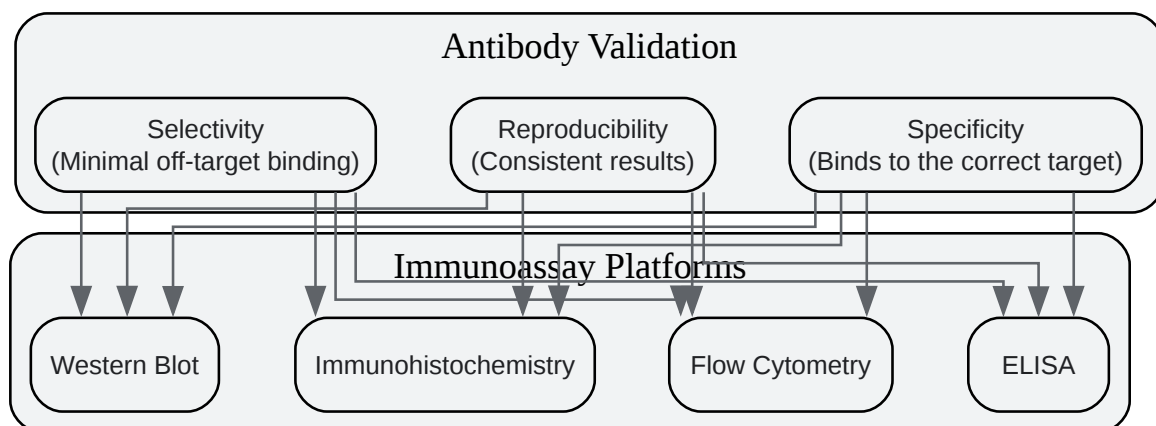 Antibody Validation
Selectivity
(Minimal off-target binding)
Reproducibility
(Consistent results)
Specificity
(Binds to the correct target)
Immunoassay Platforms
Western Blot
Immunohistochemistry
Flow Cytometry
ELISA